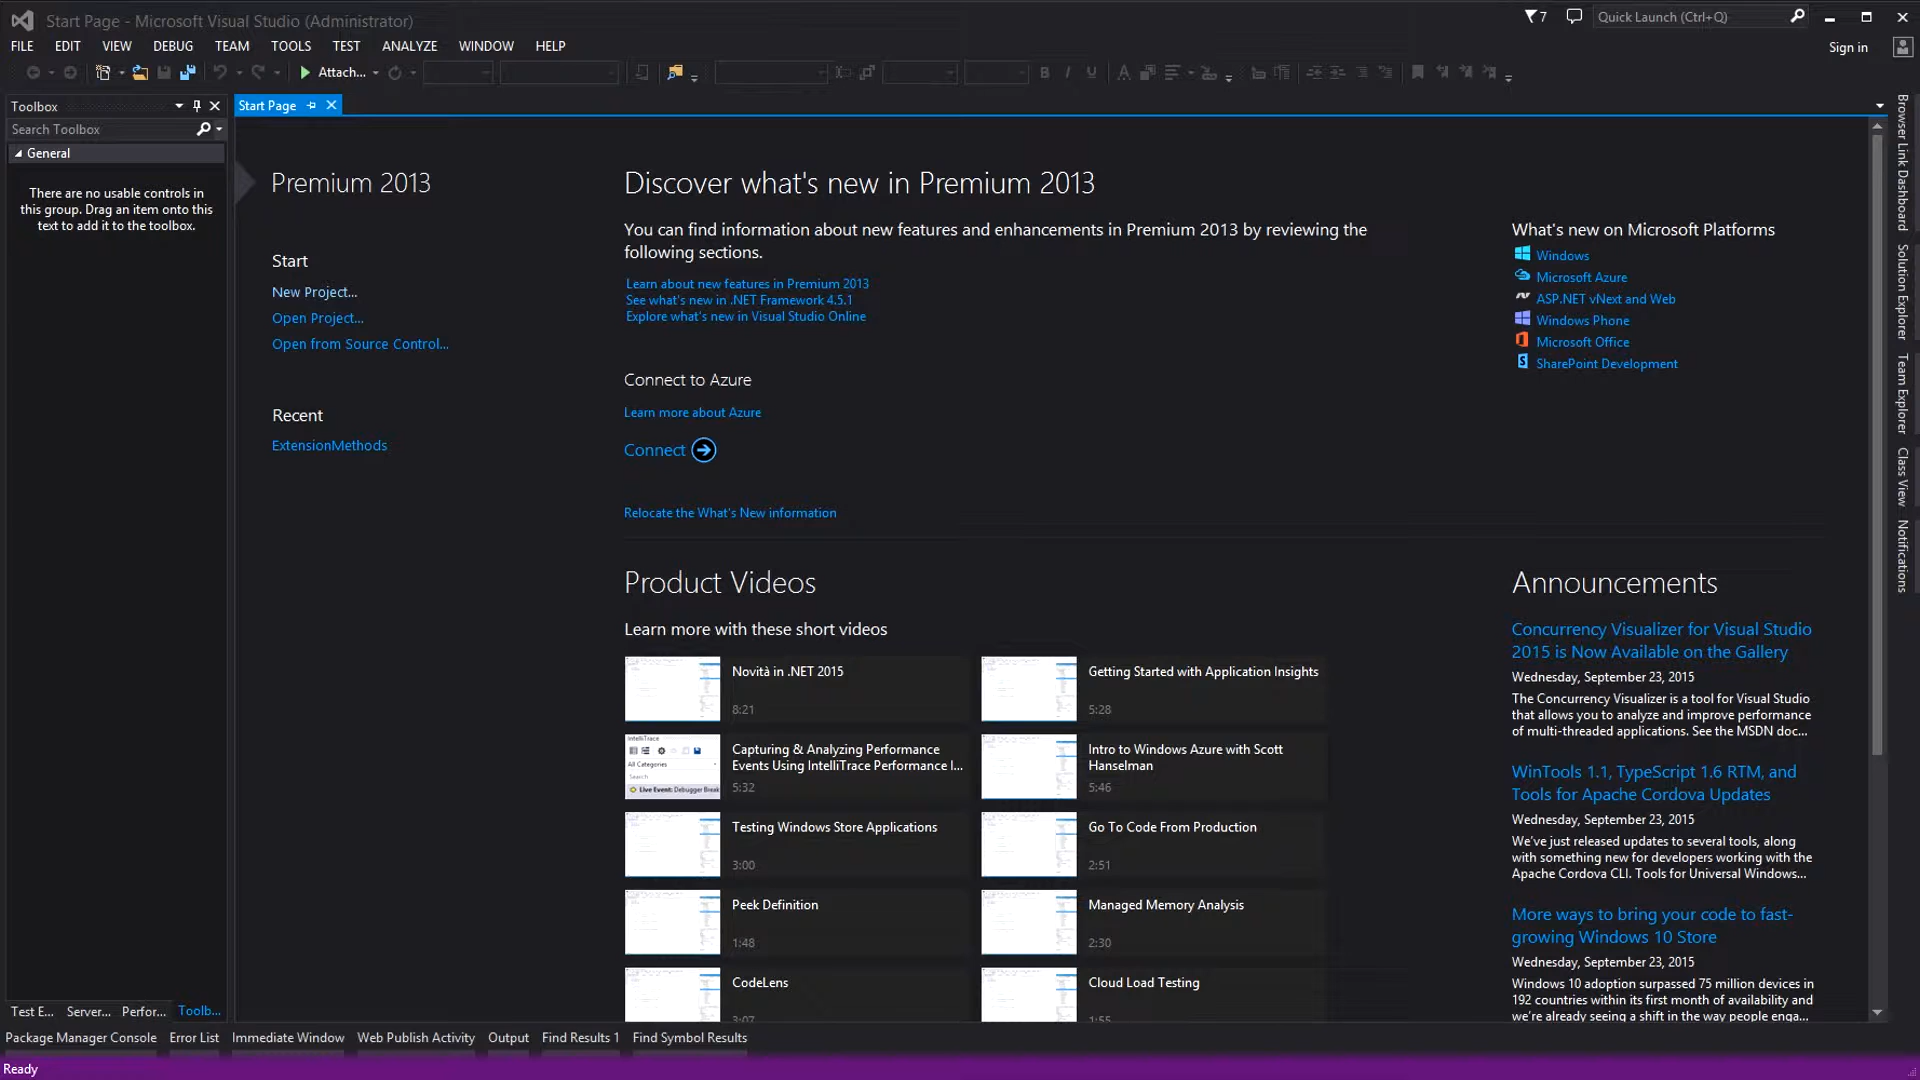 Start Page - Microsoft Visual Studio (Administrator)
7
Quick Launch (Ctrl+Q)
FILE EDIT VIEW DEBUG TEAM TOOLS TEST ANALYZE WINDOW HELP
Sign in
Attach...
B I U A
Toolbox
Start Page
Search Toolbox
General
There are no usable controls in
this group. Drag an item onto this
text to add it to the toolbox.
Premium 2013
Start
New Project...
Open Project...
Open from Source Control...
Recent
ExtensionMethods
Discover what's new in Premium 2013
You can find information about new features and enhancements in Premium 2013 by reviewing the
following sections.
Learn about new features in Premium 2013
See what's new in .NET Framework 4.5.1
Explore what's new in Visual Studio Online
Connect to Azure
Learn more about Azure
Connect
Relocate the What's New information
What's new on Microsoft Platforms
Windows
Microsoft Azure
ASP.NET vNext and Web
Windows Phone
Microsoft Office
SharePoint Development
Product Videos
Learn more with these short videos
Novità in .NET 2015
8:21
Getting Started with Application Insights
5:28
IntelliTrace
All Categories
Search
Live Event: Debugger Break
Capturing & Analyzing Performance
Events Using IntelliTrace Performance I...
5:32
Intro to Windows Azure with Scott
Hanselman
5:46
Testing Windows Store Applications
3:00
Go To Code From Production
2:51
Peek Definition
1:48
Managed Memory Analysis
2:30
CodeLens
3:07
Cloud Load Testing
1:55
Announcements
Concurrency Visualizer for Visual Studio
2015 is Now Available on the Gallery
Wednesday, September 23, 2015
The Concurrency Visualizer is a tool for Visual Studio
that allows you to analyze and improve performance
of multi-threaded applications. See the MSDN doc...
WinTools 1.1, TypeScript 1.6 RTM, and
Tools for Apache Cordova Updates
Wednesday, September 23, 2015
We've just released updates to several tools, along
with something new for developers working with the
Apache Cordova CLI. Tools for Universal Windows...
More ways to bring your code to fast-
growing Windows 10 Store
Wednesday, September 23, 2015
Windows 10 adoption surpassed 75 million devices in
192 countries within its first month of availability and
we're already seeing a shift in the way people enga...
Browser Link Dashboard
Solution Explorer
Team Explorer
Class View
Notifications
Test E... Server... Perfor... Toolb...
Package Manager Console Error List Immediate Window Web Publish Activity Output Find Results 1 Find Symbol Results
Ready